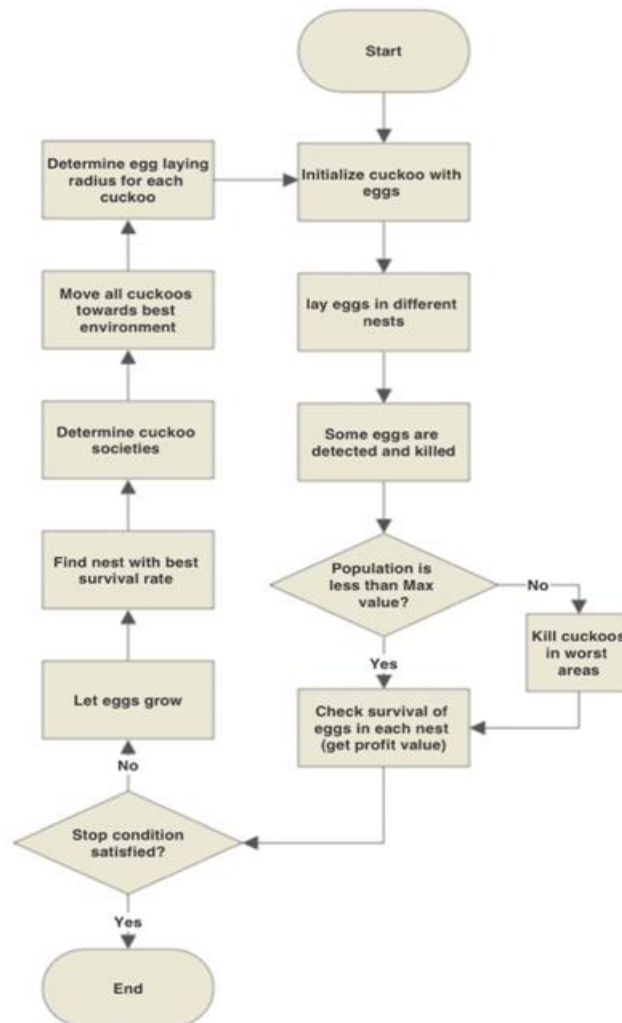 Start
Determine egg laying
radius for each
cuckoo
Initialize cuckoo with
eggs
Move all cuckoos
towards best
environment
lay eggs in different
nests
Determine cuckoo
societies
Some eggs are
detected and killed
Find nest with best
survival rate
Population is
less than Max
value?
No
Kill cuckoos
in worst
areas
Yes
Let eggs grow
Check survival of
eggs in each nest
(get profit value)
No
Stop condition
satisfied?
Yes
End